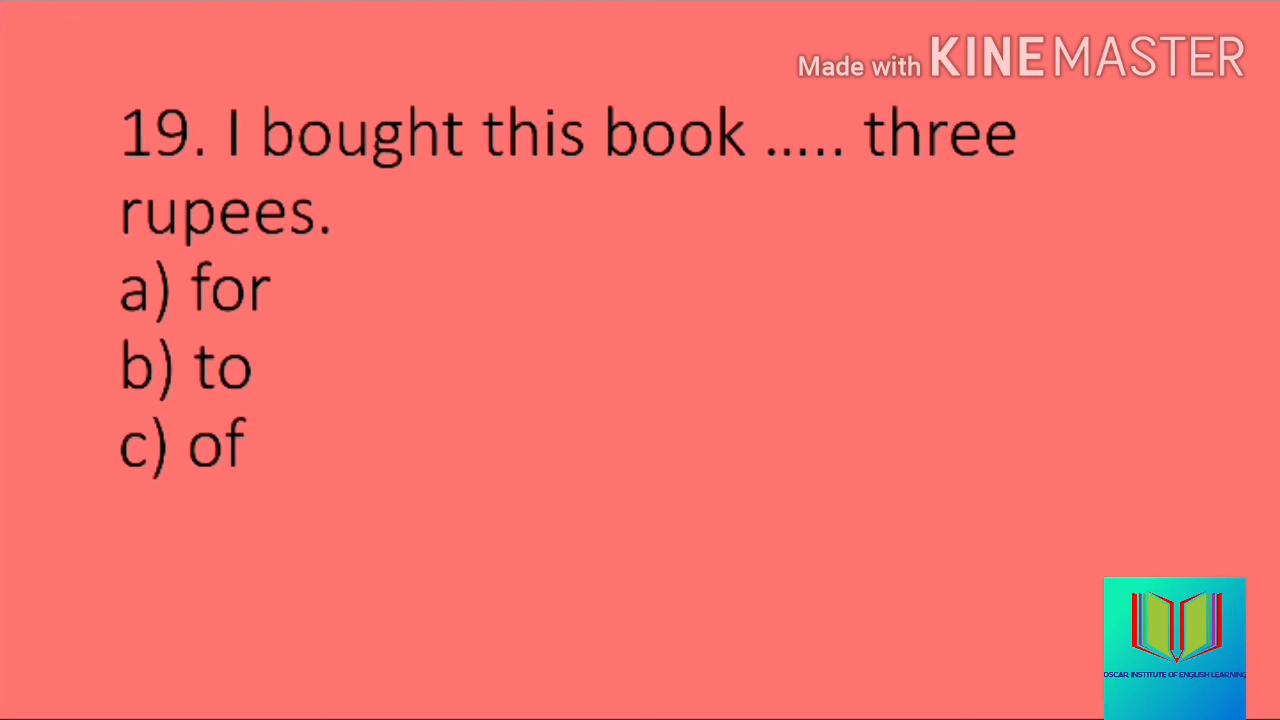 Made with KINEMASTER
19. I bought this book ..... three
rupees.
a) for
b) to
c) of
OSCAR INSTITUTE OF ENGLISH LEARNING